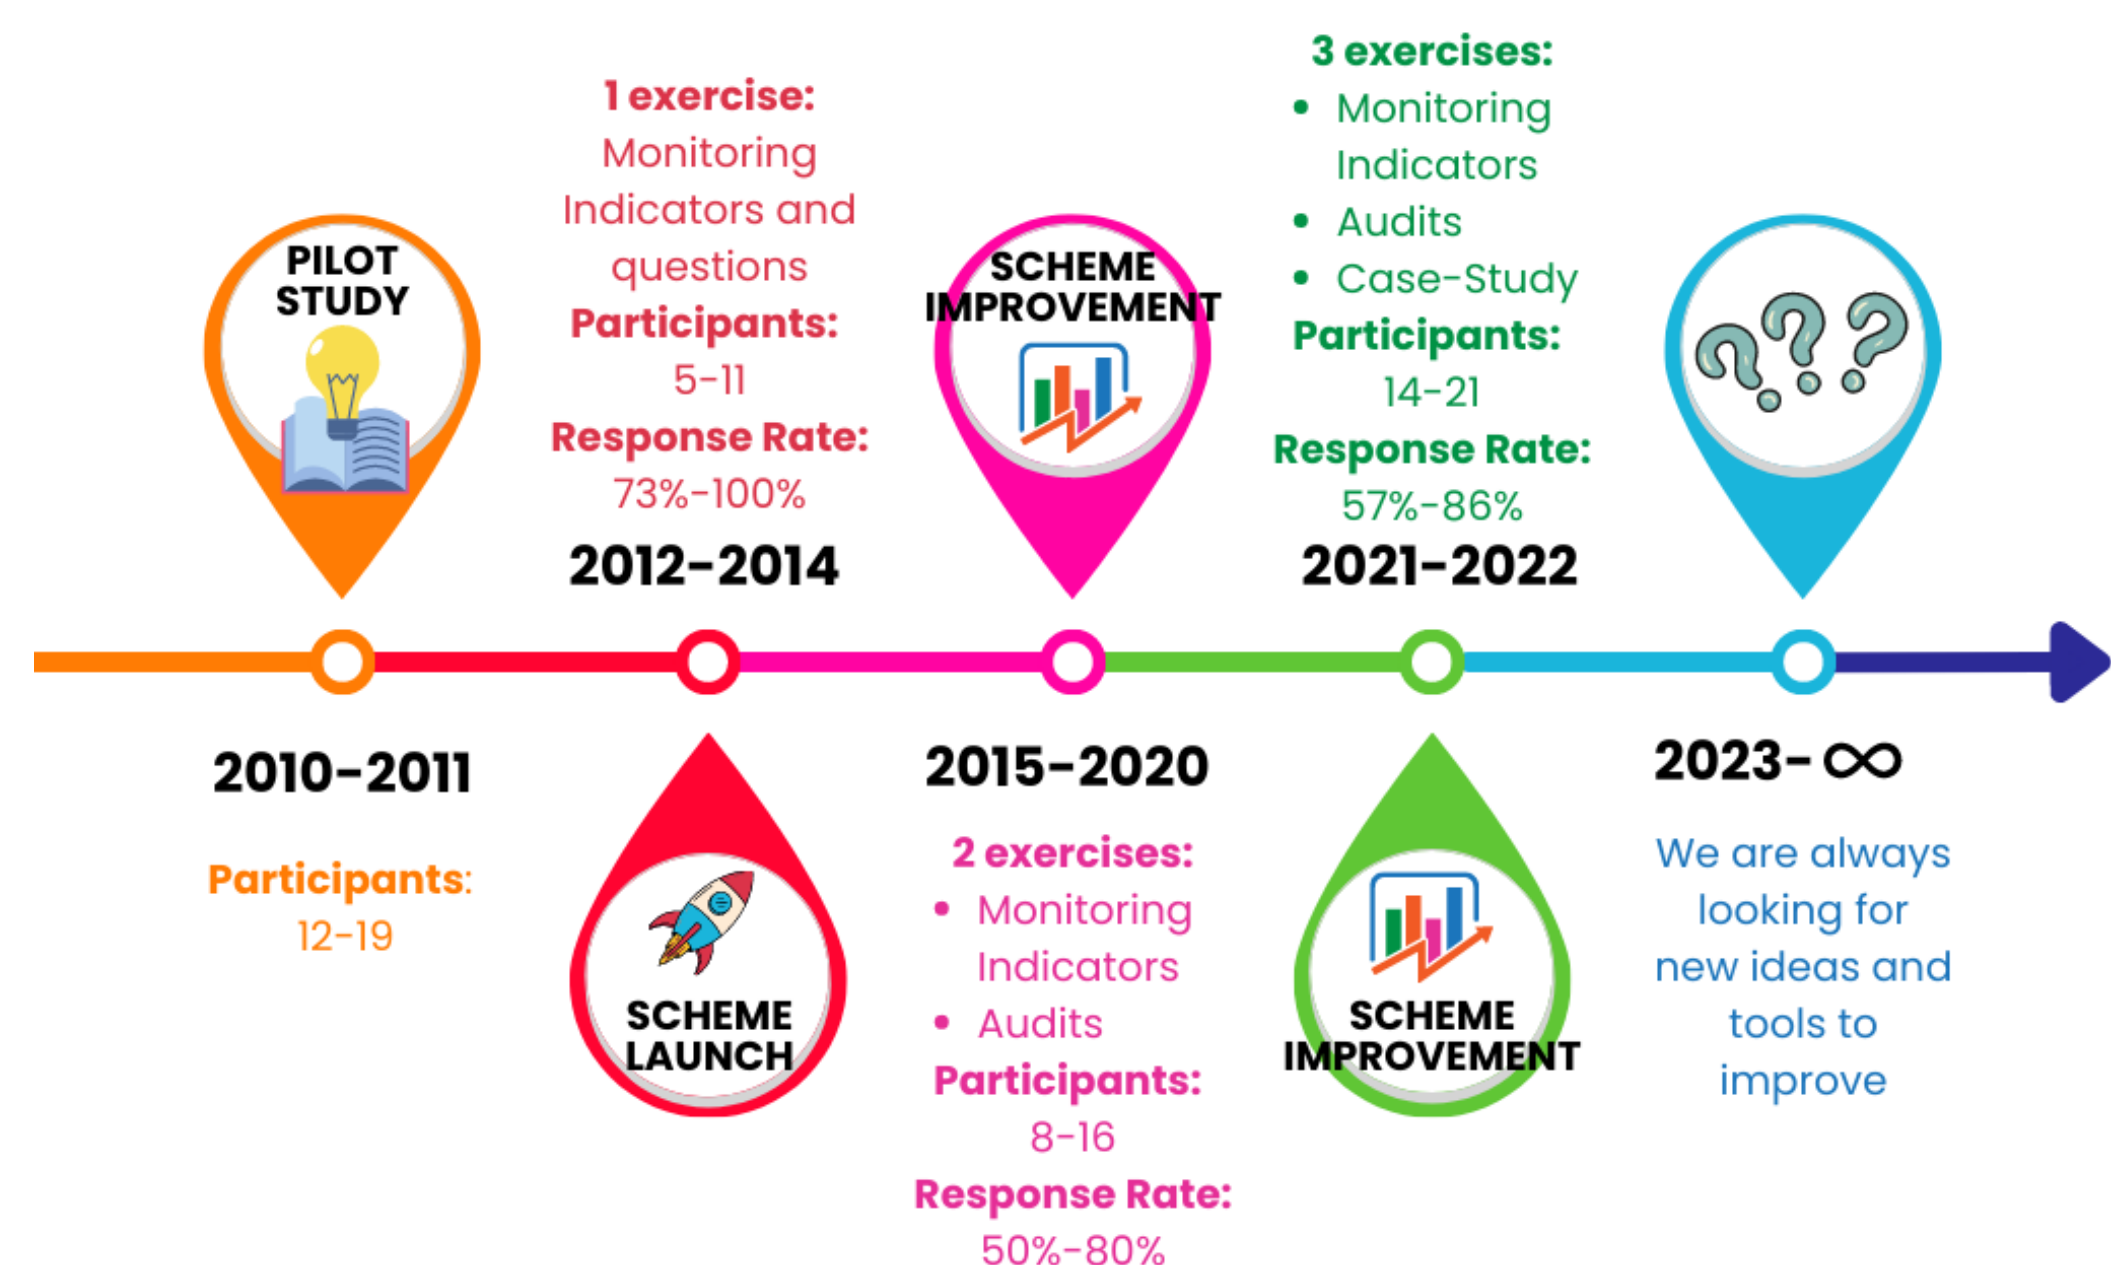 PILOT
STUDY
2010-2011
Participants:
12-19
1 exercise:
Monitoring
Indicators and
questions
Participants:
5-11
Response Rate:
73%-100%
2012-2014
SCHEME
LAUNCH
SCHEME
IMPROVEMENT
2015-2020
2 exercises:
• Monitoring
Indicators
• Audits
Participants:
8-16
Response Rate:
50%-80%
3 exercises:
• Monitoring
Indicators
• Audits
• Case-Study
Participants:
14-21
Response Rate:
57%-86%
2021-2022
SCHEME
IMPROVEMENT
???
2023-∞
We are always
looking for
new ideas and
tools to
improve